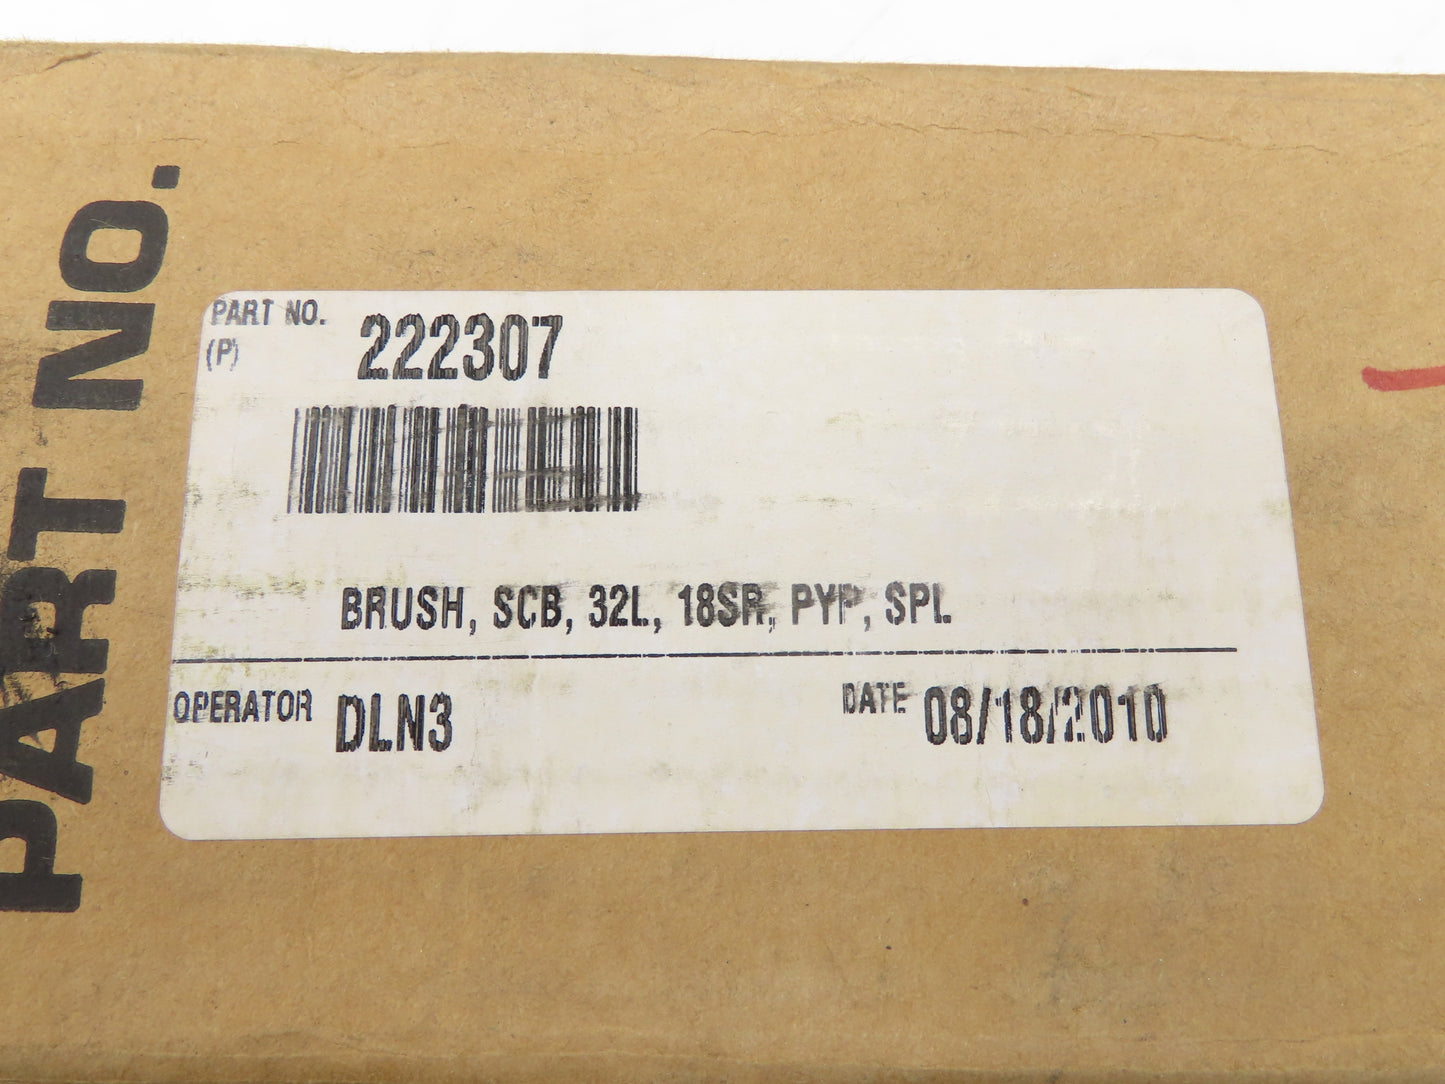 PART NO.
PART NO.
(P)
222307
BRUSH, SCB, 32L, 18SR, PYP, SPL
OPERATOR DLN3 DATE 08/18/2010